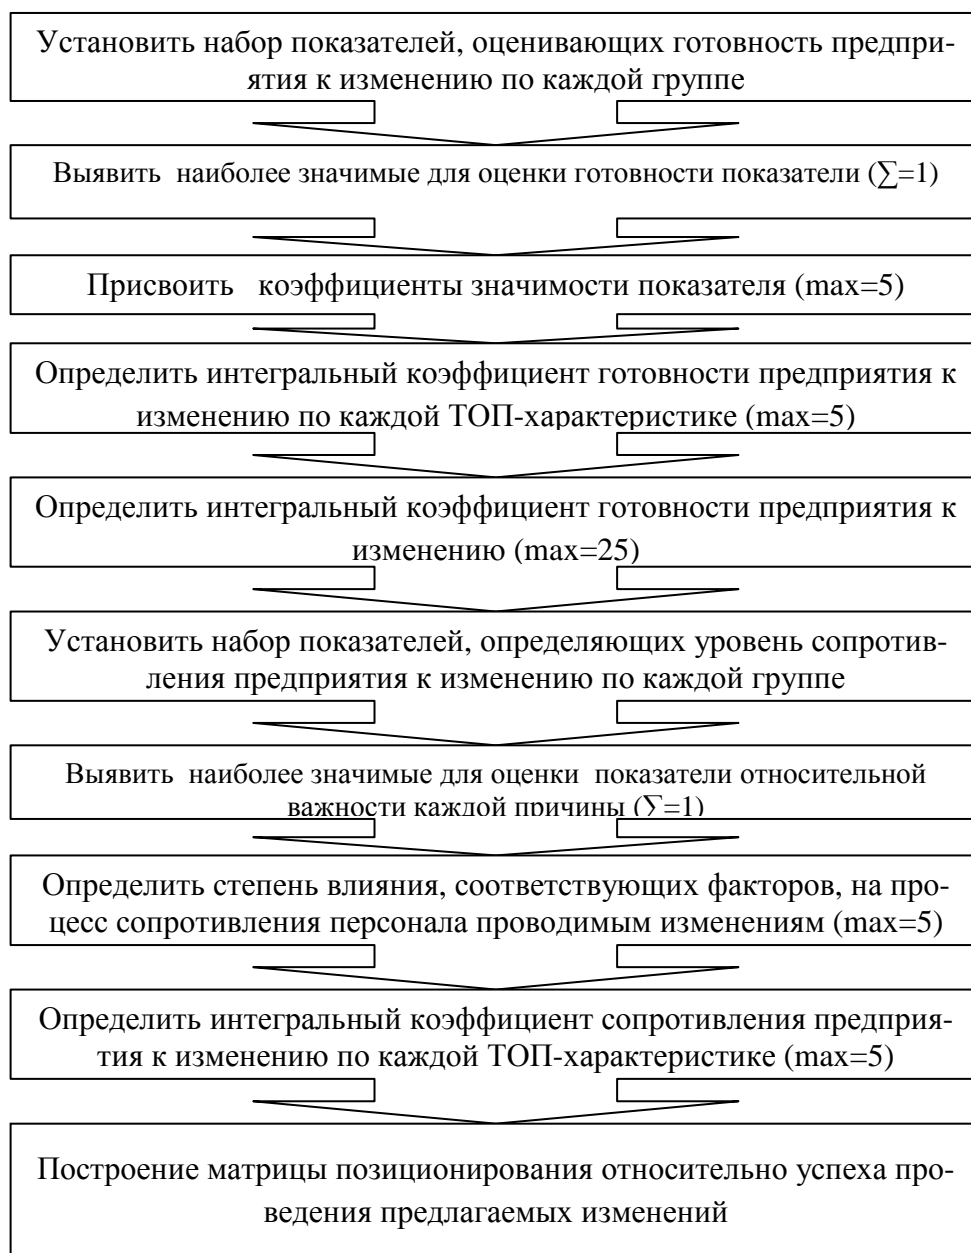 Установить набор показателей, оценивающих готовность предпри-
ятия к изменению по каждой группе
Выявить наиболее значимые для оценки готовности показатели (∑=1)
Присвоить коэффициенты значимости показателя (max=5)
Определить интегральный коэффициент готовности предприятия к
изменению по каждой ТОП-характеристике (max=5)
Определить интегральный коэффициент готовности предприятия к
изменению (max=25)
Установить набор показателей, определяющих уровень сопротив-
ления предприятия к изменению по каждой группе
Выявить наиболее значимые для оценки показатели относительной
важности каждой причины (∑=1)
Определить степень влияния, соответствующих факторов, на про-
цесс сопротивления персонала проводимым изменениям (max=5)
Определить интегральный коэффициент сопротивления предприя-
тия к изменению по каждой ТОП-характеристике (max=5)
Построение матрицы позиционирования относительно успеха про-
ведения предлагаемых изменений